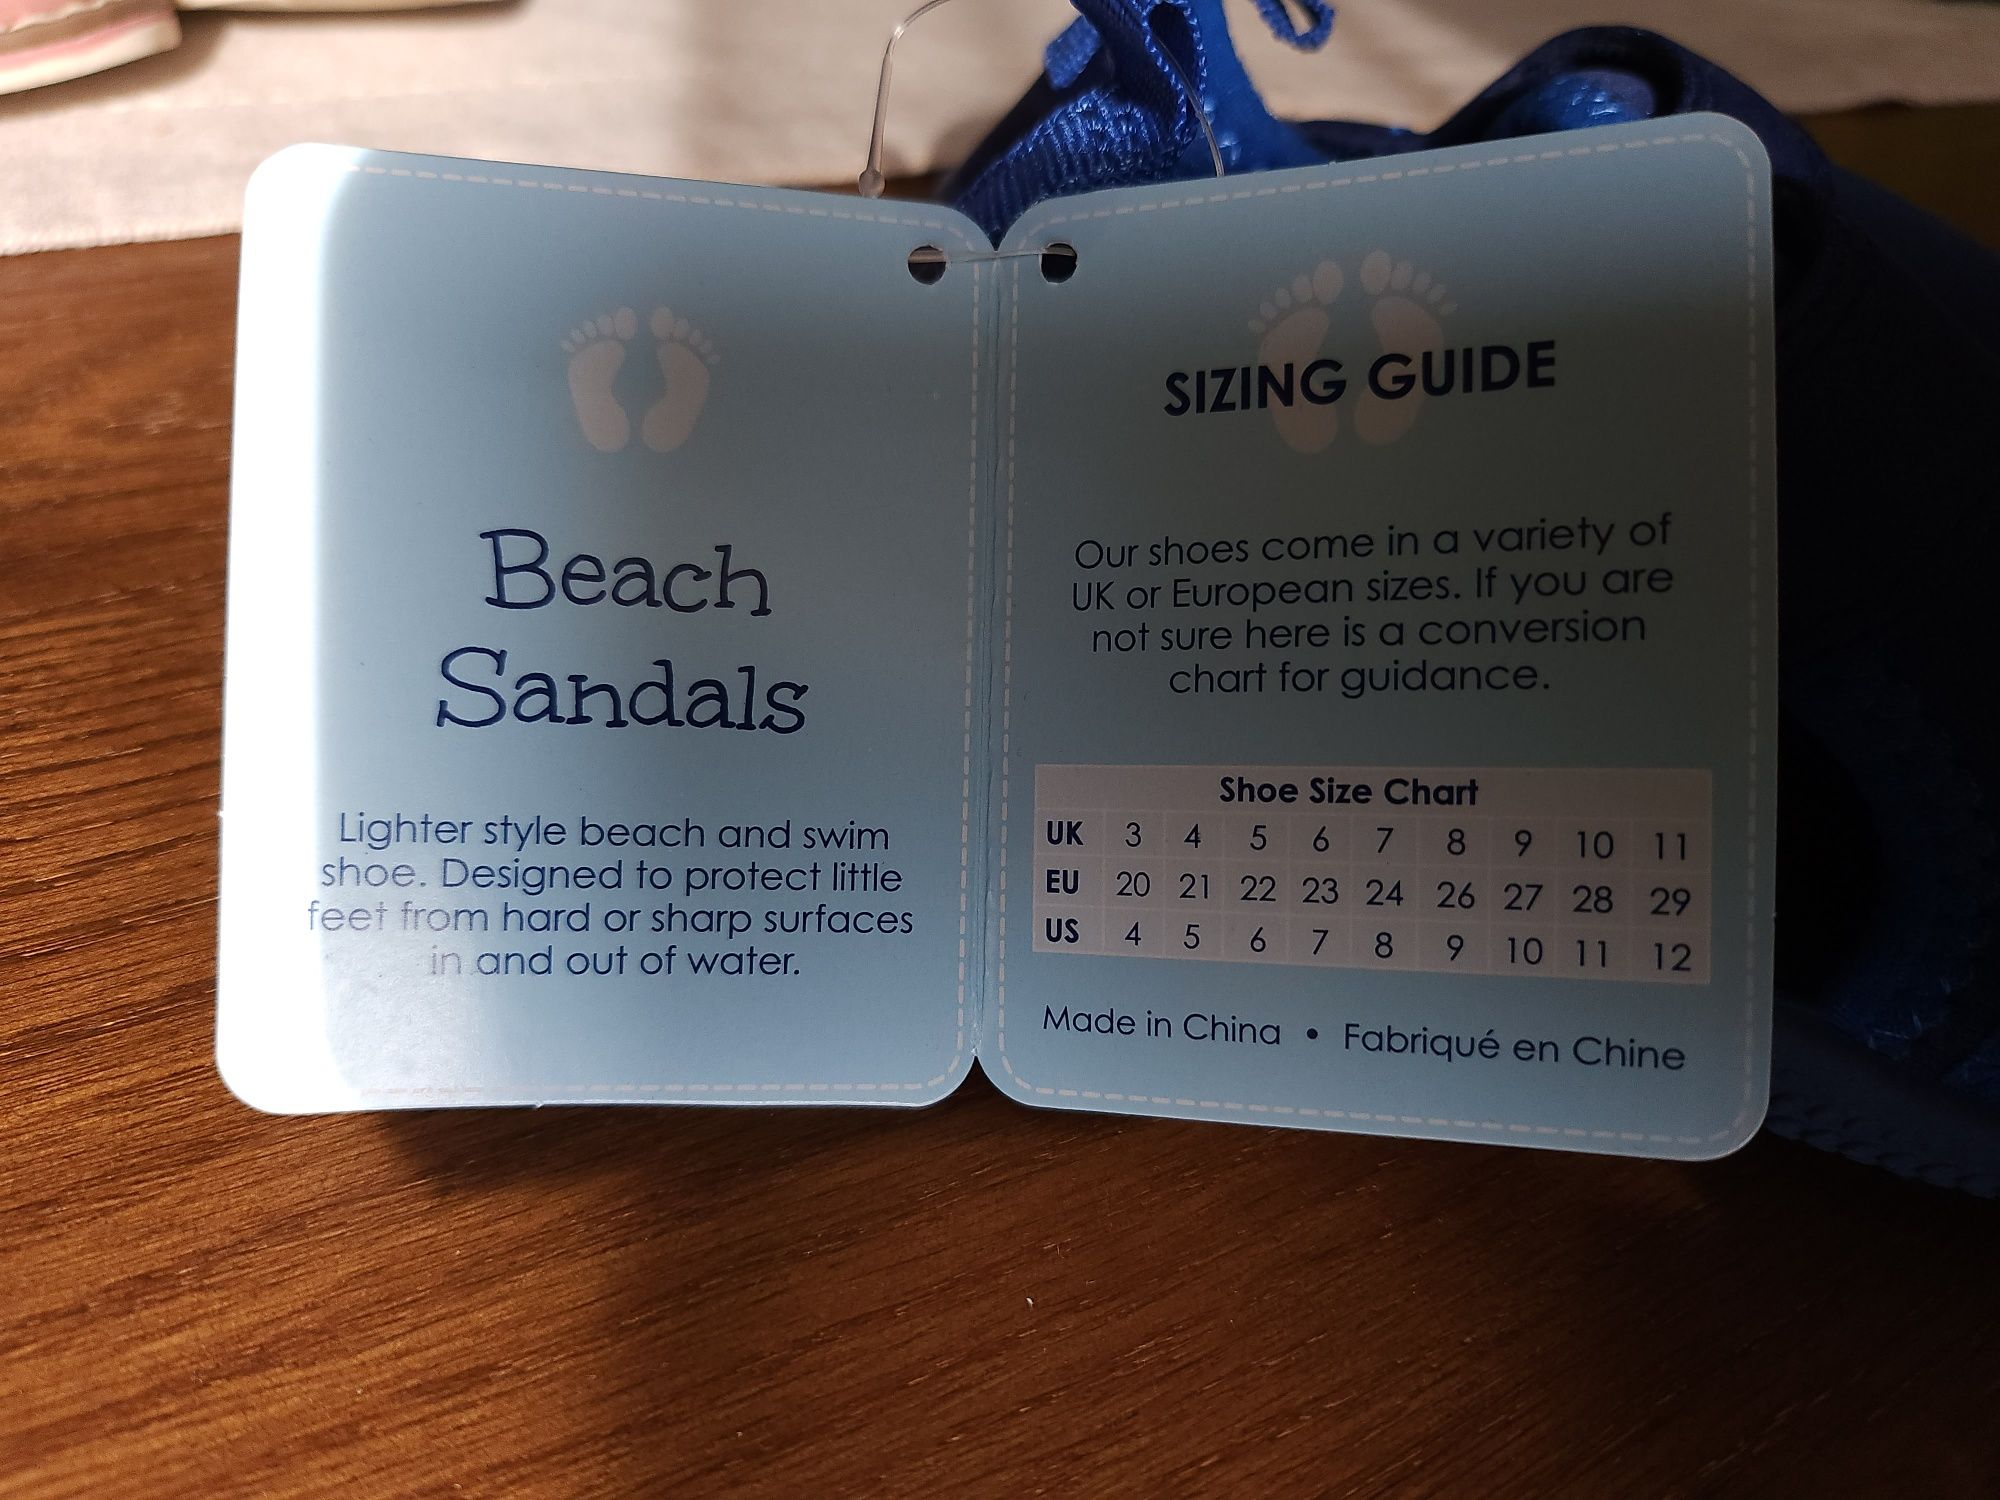 Beach
Sandals
Lighter style beach and swim
shoe. Designed to protect little
feet from hard or sharp surfaces
in and out of water.
SIZING GUIDE
Our shoes come in a variety of
UK or European sizes. If you are
not sure here is a conversion
chart for guidance.
Shoe Size Chart
UK 3 4 5 6 7 8 9 10 11
EU 20 21 22 23 24 26 27 28 29
US 4 5 6 7 8 9 10 11 12
Made in China • Fabriqué en Chine